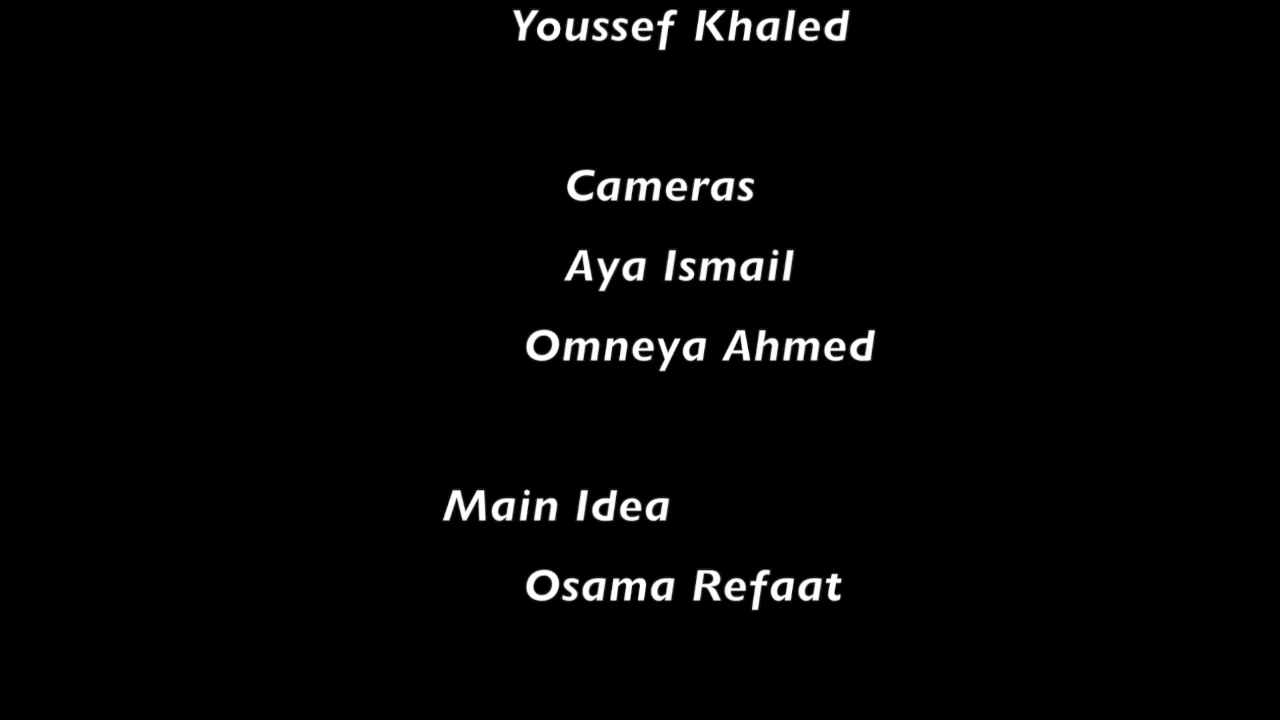 Youssef Khaled
Cameras
Aya Ismail
Omneya Ahmed
Main Idea
Osama Refaat